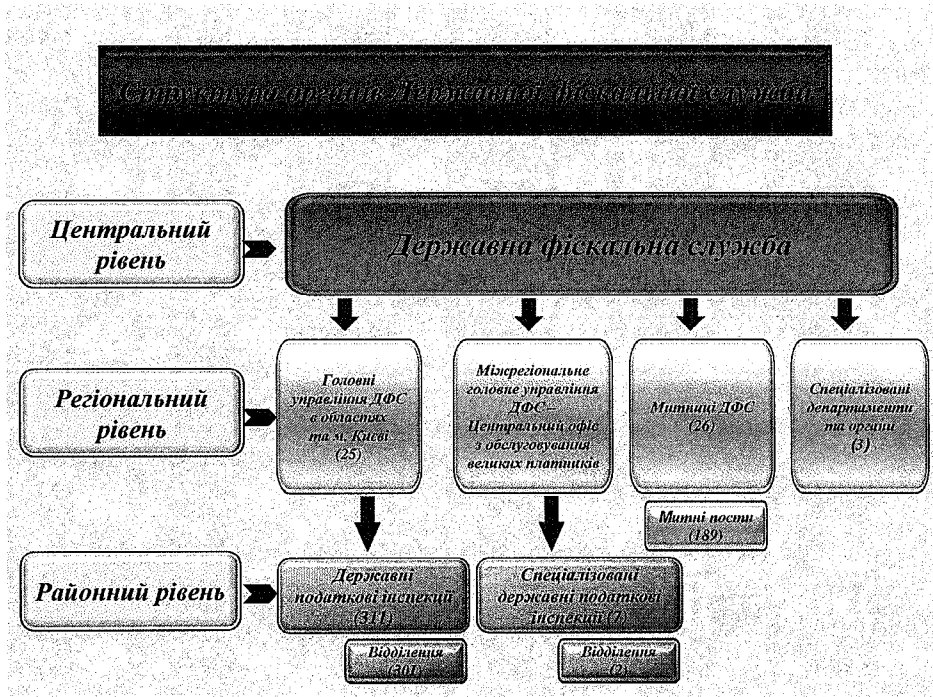 Структура органів Державної фіскальної служби
Центральний
рівень
Державна фіскальна служба
Регіональний
рівень
Головні
управління ДФС
в областях
та м. Києві
(25)
Міжрегіональне
головне управління
ДФС –
Центральний офіс
з обслуговування
великих платників
Митниці ДФС
(26)
Спеціалізовані
департаменти
та органи
(3)
Митні пости
(189)
Районний рівень
Державні
податкові інспекції
(311)
Спеціалізовані
державні податкові
інспекції (7)
Відділення
(301)
Відділення
(2)